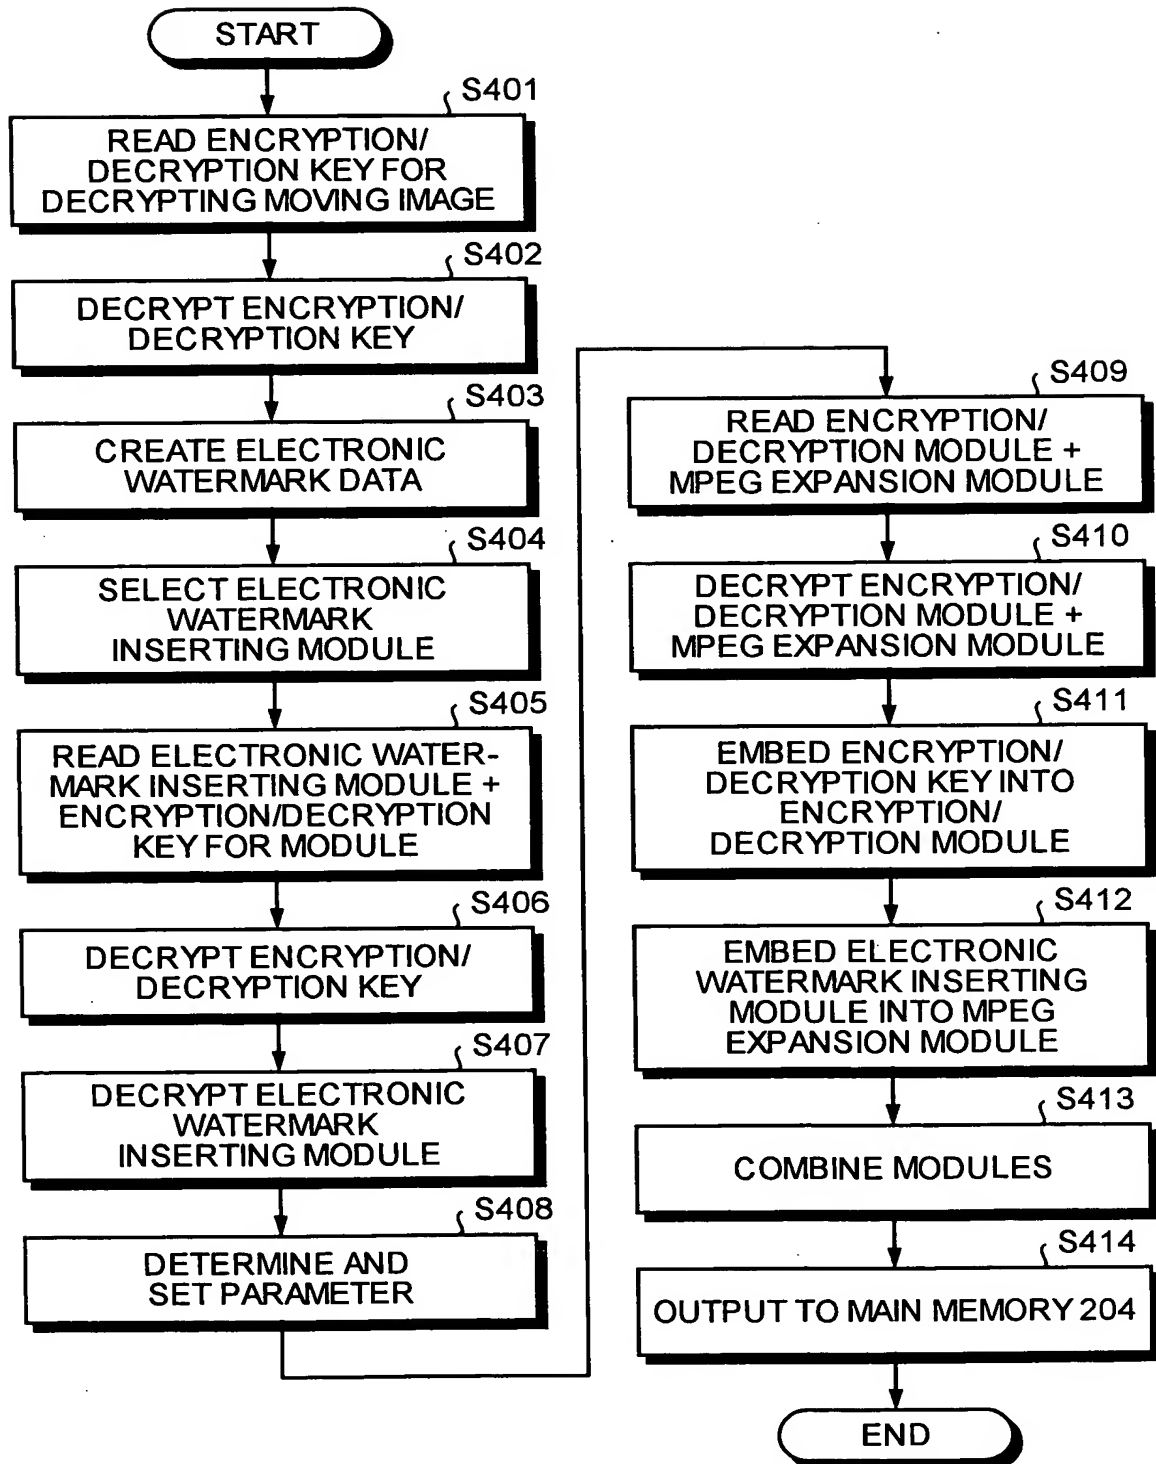 START
S401
READ ENCRYPTION/
DECRYPTION KEY FOR
DECRYPTING MOVING IMAGE
S402
DECRYPT ENCRYPTION/
DECRYPTION KEY
S403
CREATE ELECTRONIC
WATERMARK DATA
S404
SELECT ELECTRONIC
WATERMARK
INSERTING MODULE
S405
READ ELECTRONIC WATER-
MARK INSERTING MODULE +
ENCRYPTION/DECRYPTION
KEY FOR MODULE
S406
DECRYPT ENCRYPTION/
DECRYPTION KEY
S407
DECRYPT ELECTRONIC
WATERMARK
INSERTING MODULE
S408
DETERMINE AND
SET PARAMETER
S409
READ ENCRYPTION/
DECRYPTION MODULE +
MPEG EXPANSION MODULE
S410
DECRYPT ENCRYPTION/
DECRYPTION MODULE +
MPEG EXPANSION MODULE
S411
EMBED ENCRYPTION/
DECRYPTION KEY INTO
ENCRYPTION/
DECRYPTION MODULE
S412
EMBED ELECTRONIC
WATERMARK INSERTING
MODULE INTO MPEG
EXPANSION MODULE
S413
COMBINE MODULES
S414
OUTPUT TO MAIN MEMORY 204
END